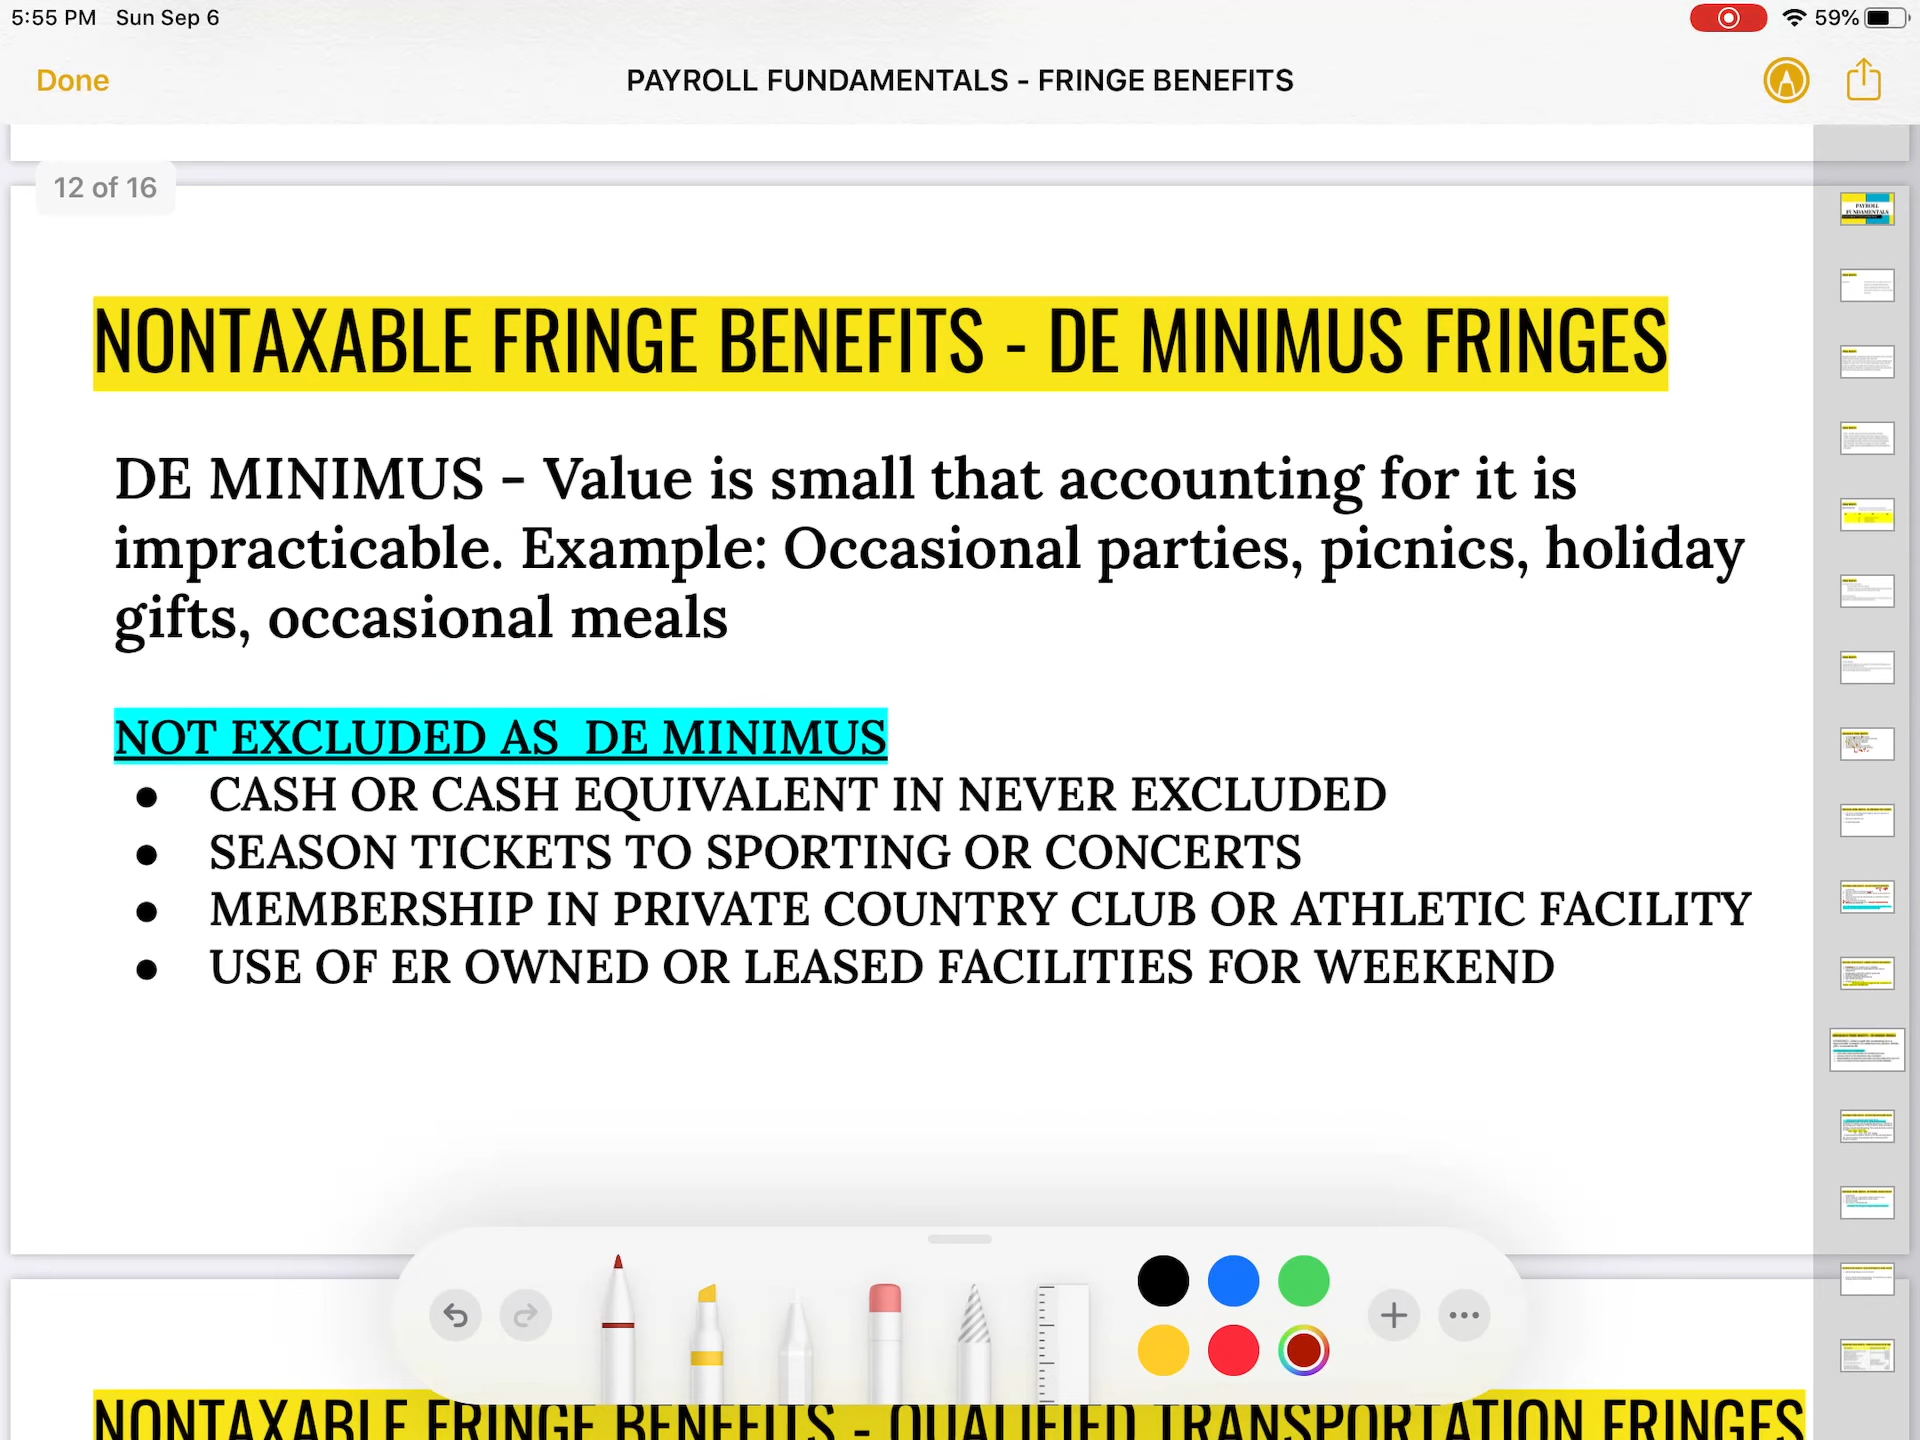 5:55 PM Sun Sep 6
59%
Done
PAYROLL FUNDAMENTALS - FRINGE BENEFITS
12 of 16
NONTAXABLE FRINGE BENEFITS - DE MINIMUS FRINGES
DE MINIMUS - Value is small that accounting for it is
impracticable. Example: Occasional parties, picnics, holiday
gifts, occasional meals
NOT EXCLUDED AS DE MINIMUS
● CASH OR CASH EQUIVALENT IN NEVER EXCLUDED
● SEASON TICKETS TO SPORTING OR CONCERTS
● MEMBERSHIP IN PRIVATE COUNTRY CLUB OR ATHLETIC FACILITY
● USE OF ER OWNED OR LEASED FACILITIES FOR WEEKEND
NONTAXABLE FRINGE BENEFITS - QUALIFIED TRANSPORTATION FRINGES
PAYROLL
FUNDAMENTALS